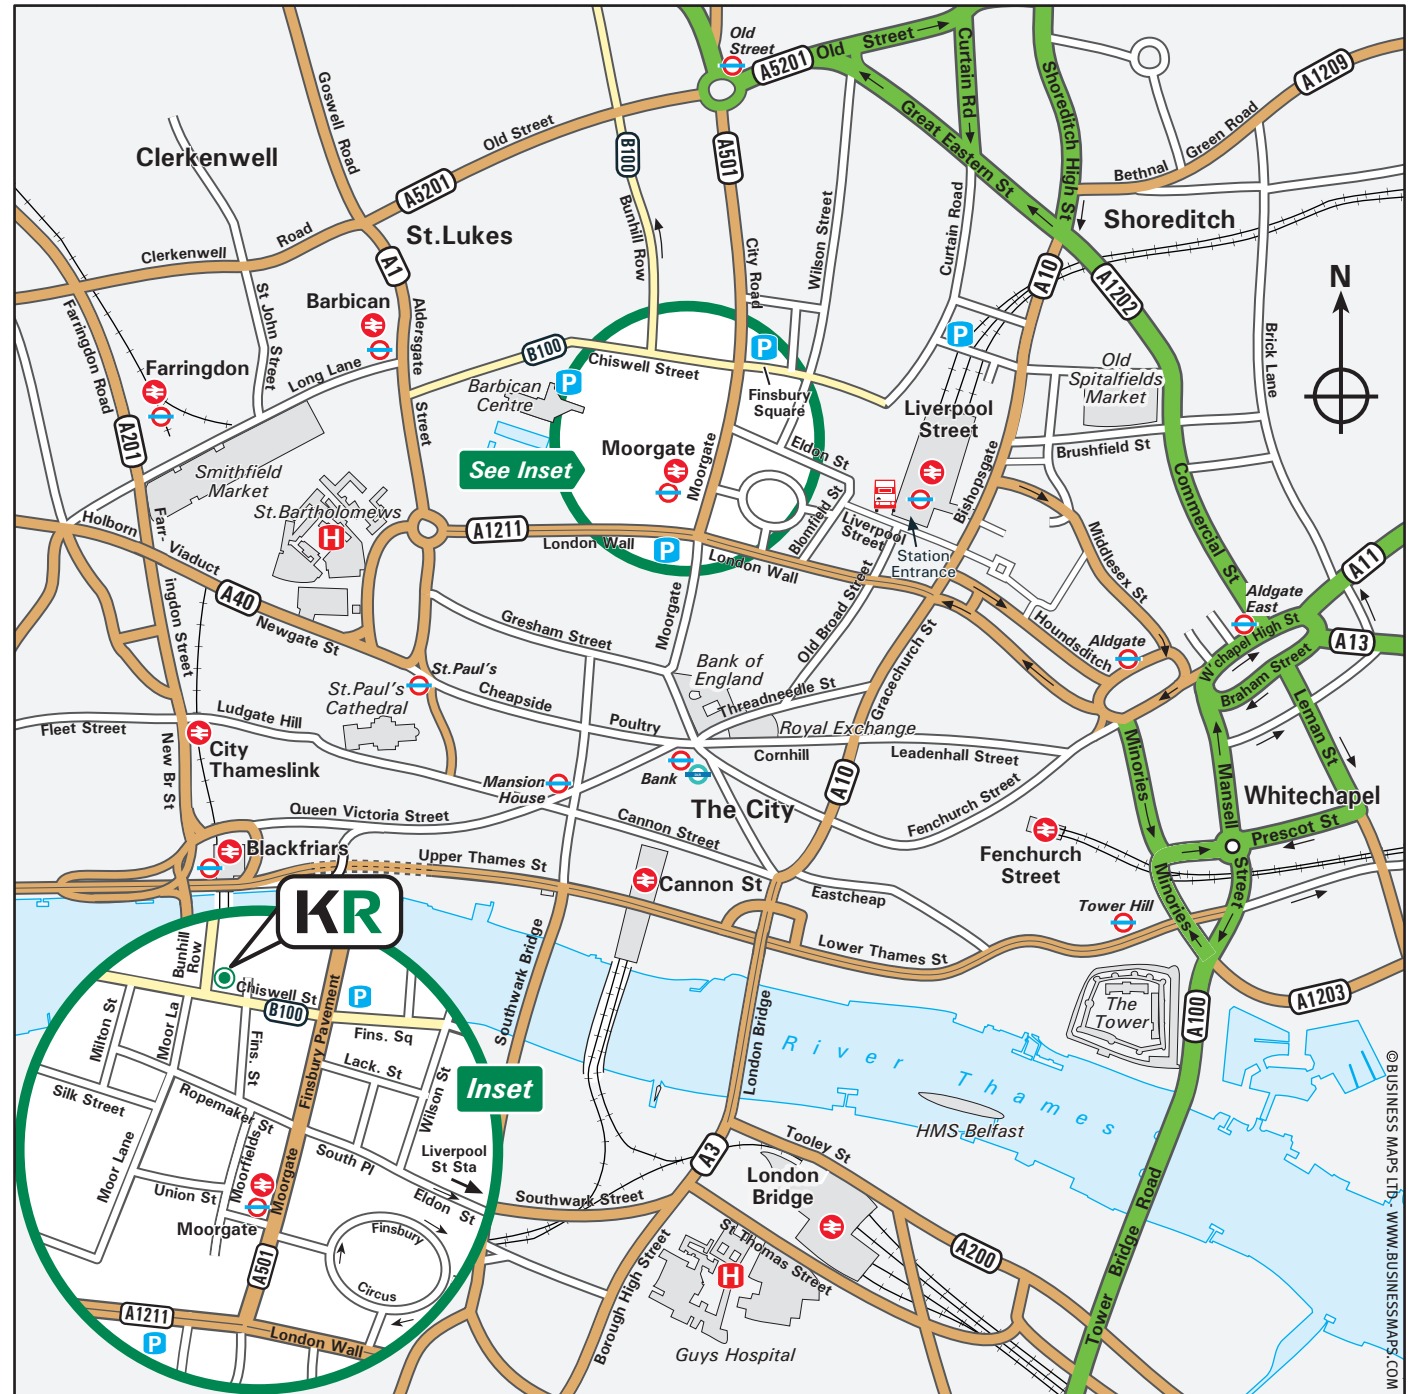 Old
Street
A5201
Old Street
Curtain Rd
Shoreditch High St
A1209
Goswell Road
Clerkenwell
Old Street
A5201
B100
A501
Great Eastern St
Green Road
Bethnal
Shoreditch
Clerkenwell Road
St.Lukes
A1
Bunhill Row
City Road
Wilson Street
Curtain Road
A10
A1202
N
Barbican
St John Street
Farringdon Road
Aldersgate Street
Farringdon
Long Lane
B100
Chiswell Street
P
P
P
Barbican
Centre
Finsbury
Square
Liverpool
Street
Old
Spitalfields
Market
Brick Lane
A201
See Inset
Moorgate
Moorgate
Eldon St
Bishopsgate
Brushfield St
Smithfield
Market
St.Bartholomews
H
Holborn Viaduct
Farr-
ingdon Street
A1211
London Wall
P
London Wall
Blomfield St
Liverpool
Street
Station
Entrance
Middlesex St
Commercial St
A11
Aldgate
East
A40
Newgate St
Gresham Street
Moorgate
Old Broad Street
Gracechurch St
Houndsditch
Aldgate
W'chapel High St
Braham Street
A13
St.Paul's
St.Paul's
Cathedral
Cheapside
Bank of
England
Threadneedle St
Royal Exchange
Leman St
Fleet Street
Ludgate Hill
Poultry
Cornhill
Leadenhall Street
City
Thameslink
New Br St
Mansion
House
Bank
The City
A10
Fenchurch Street
Minories
Mansell Street
Whitechapel
Prescot St
Queen Victoria Street
Cannon Street
Blackfriars
Upper Thames St
Cannon St
Eastcheap
Fenchurch
Street
Minories
Tower Hill
KR
Lower Thames St
Southwark Bridge
London Bridge
The
Tower
A100
A1203
River Thames
HMS Belfast
Bunhill
Row
Chiswell St
B100
P
Fins. Sq
Milton St
Moor La
Fins. St
Finsbury Pavement
Lack. St
Wilson St
Inset
Silk Street
Ropemaker St
Moor Lane
Moorfields
South Pl
Liverpool
St Sta
Union St
Moorgate
Moorgate
Eldon St
Finsbury
Circus
A501
A1211
P
London Wall
Southwark Street
A3
Tooley St
London
Bridge
St Thomas Street
H
Borough High Street
A200
Guys Hospital
Tower Bridge Road
©BUSINESS MAPS LTD - WWW.BUSINESSMAPS.COM